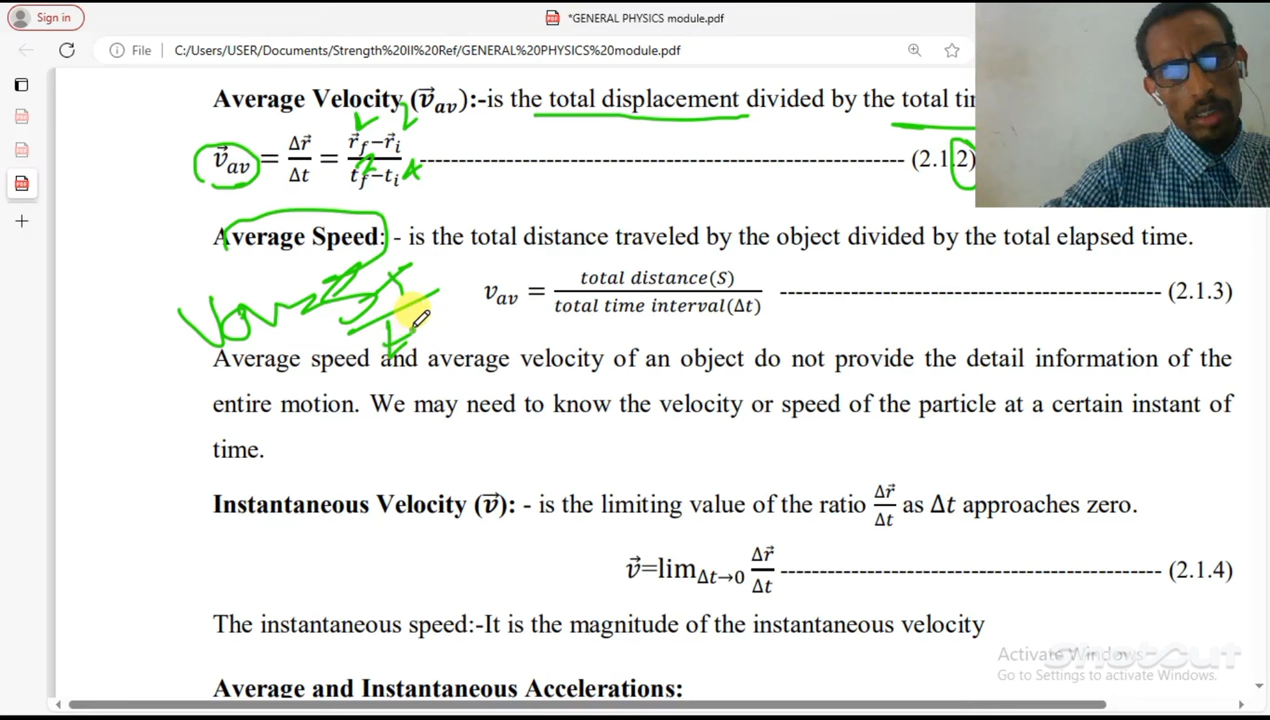 Sign in
*GENERAL PHYSICS module.pdf
File C:/Users/USER/Documents/Strength%20II%20Ref/GENERAL%20PHYSICS%20module.pdf
Average Velocity (v⃗av):-is the total displacement divided by the total
v⃗av = Δr⃗/Δt = (r⃗f−r⃗i)/(tf−ti) ---------------------------------------- (2.1.2)
Average Speed: - is the total distance traveled by the object divided by the total elapsed time.
vav = total distance(S)/total time interval(Δt) ---------------------------------------- (2.1.3)
Average speed and average velocity of an object do not provide the detail information of the
entire motion. We may need to know the velocity or speed of the particle at a certain instant of
time.
Instantaneous Velocity (v⃗): - is the limiting value of the ratio Δr⃗/Δt as Δt approaches zero.
v⃗=limΔt→0 Δr⃗/Δt ---------------------------------------- (2.1.4)
The instantaneous speed:-It is the magnitude of the instantaneous velocity
Average and Instantaneous Accelerations:
shotcut
Activate Windows
Go to Settings to activate Windows.